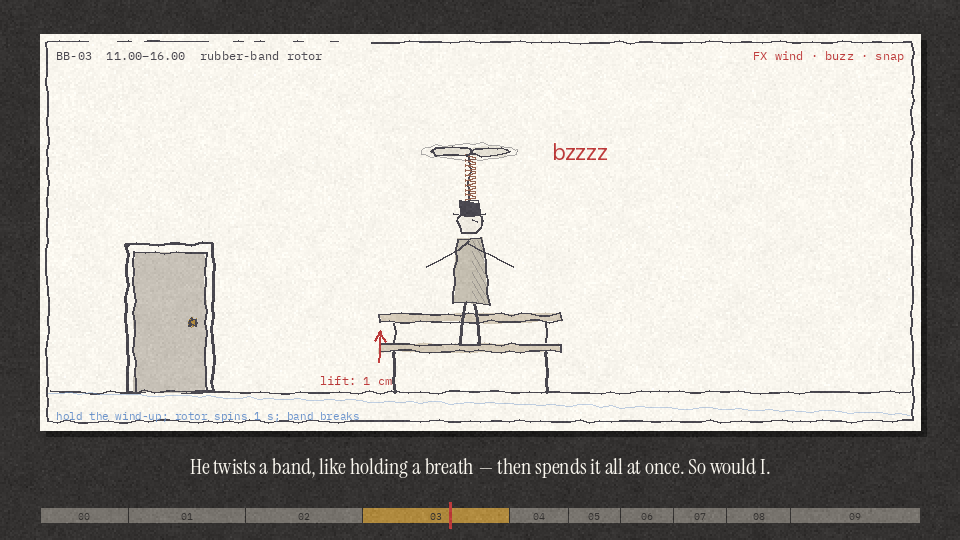 BB-03  11.00–16.00  rubber-band rotor
FX wind · buzz · snap
bzzzz
lift: 1 cm
hold the wind-up; rotor spins 1 s; band breaks
He twists a band, like holding a breath — then spends it all at once. So would I.
00 01 02 03 04 05 06 07 08 09